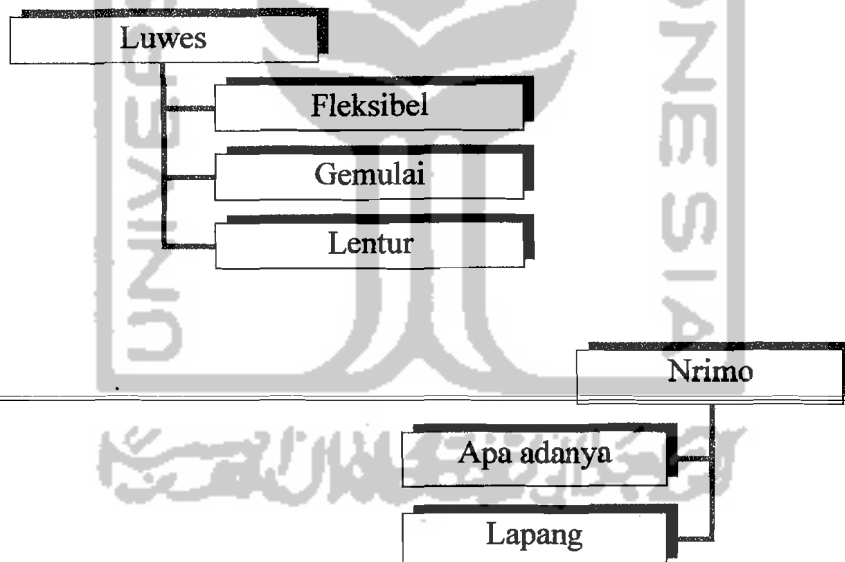 Luwes
Fleksibel
Gemulai
Lentur
Nrimo
Apa adanya
Lapang